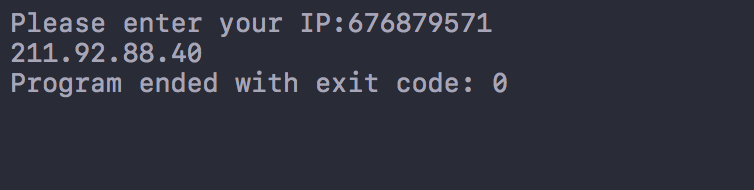 Please enter your IP:676879571
211.92.88.40
Program ended with exit code: 0